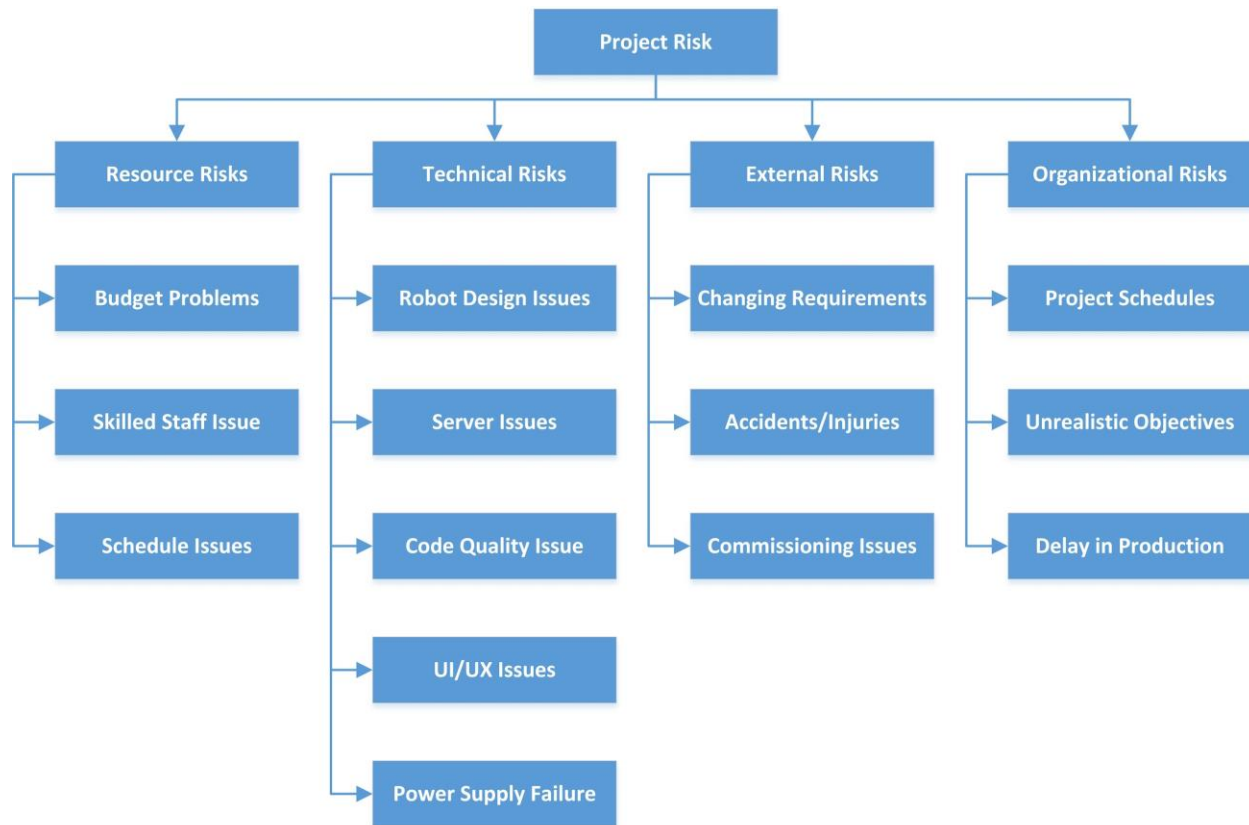 Project Risk
Resource Risks
Technical Risks
External Risks
Organizational Risks
Budget Problems
Robot Design Issues
Changing Requirements
Project Schedules
Skilled Staff Issue
Server Issues
Accidents/Injuries
Unrealistic Objectives
Schedule Issues
Code Quality Issue
Commissioning Issues
Delay in Production
UI/UX Issues
Power Supply Failure